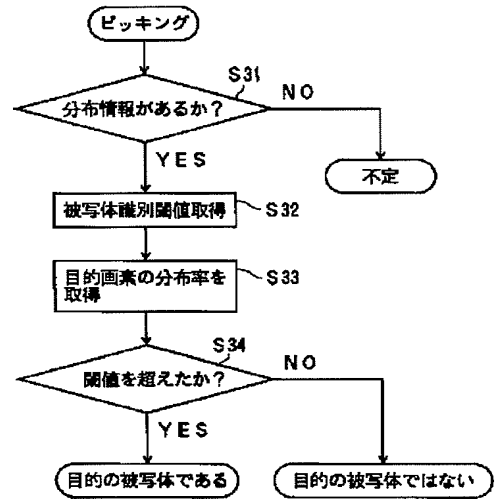 ピッキング
S31
分布情報があるか？
NO
YES
不定
被写体識別閾値取得
S32
目的画素の分布率を
取得
S33
S34
閾値を超えたか？
NO
YES
目的の被写体である
目的の被写体ではない